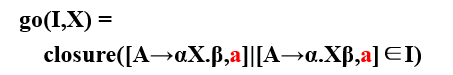 go(I,X) =
closure([A→αX.β,a]|[A→α.Xβ,a]∈I)